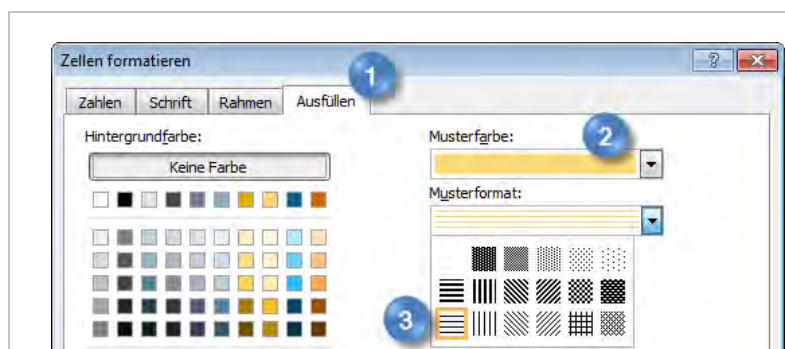 Zellen formatieren
1
Zahlen Schrift Rahmen Ausfüllen
Hintergrundfarbe:
Keine Farbe
Musterfarbe:
2
Musterformat:
3